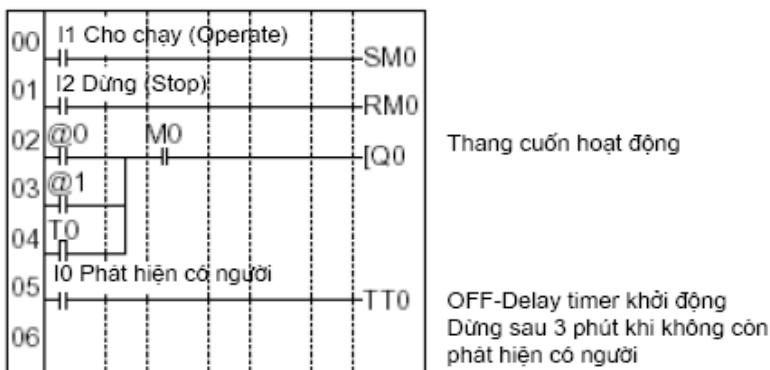 00 I1 Cho chạy (Operate) SM0
01 I2 Dừng (Stop) RM0
02 @0 M0 [Q0 Thang cuốn hoạt động
03 @1
04 T0
05 I0 Phát hiện có người TT0 OFF-Delay timer khởi động
Dừng sau 3 phút khi không còn
06 phát hiện có người